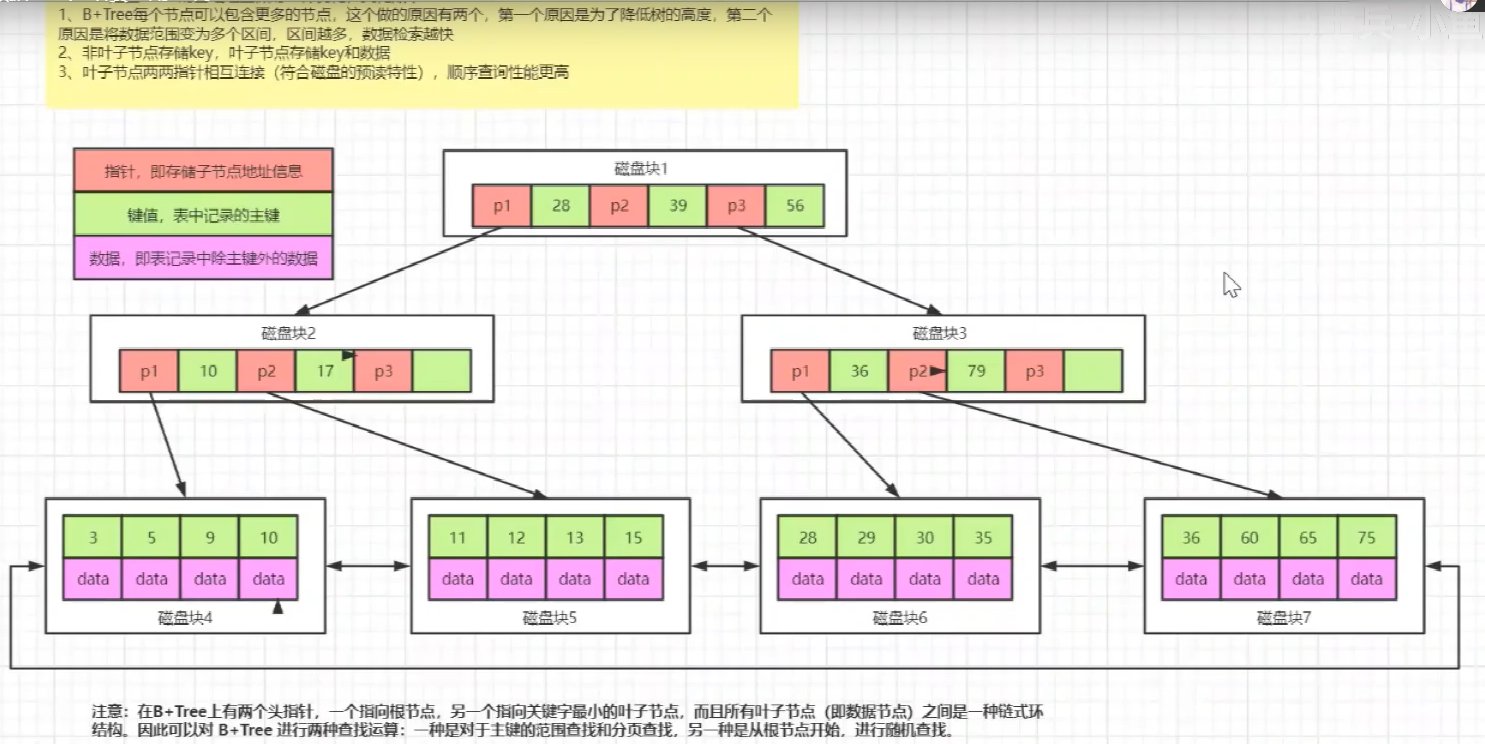 1、B+Tree每个节点可以包含更多的节点，这个做的原因有两个，第一个原因是为了降低树的高度，第二个
原因是将数据范围变为多个区间，区间越多，数据检索越快
2、非叶子节点存储key，叶子节点存储key和数据
3、叶子节点两两指针相互连接（符合磁盘的预读特性），顺序查询性能更高
指针，即存储子节点地址信息
键值，表中记录的主键
数据，即表记录中除主键外的数据
磁盘块1
p1 28 p2 39 p3 56
磁盘块2
p1 10 p2 17 p3
磁盘块3
p1 36 p2 79 p3
3 5 9 10
data data data data
磁盘块4
11 12 13 15
data data data data
磁盘块5
28 29 30 35
data data data data
磁盘块6
36 60 65 75
data data data data
磁盘块7
注意：在B+Tree上有两个头指针，一个指向根节点，另一个指向关键字最小的叶子节点，而且所有叶子节点（即数据节点）之间是一种链式环
结构。因此可以对 B+Tree 进行两种查找运算：一种是对于主键的范围查找和分页查找，另一种是从根节点开始，进行随机查找。